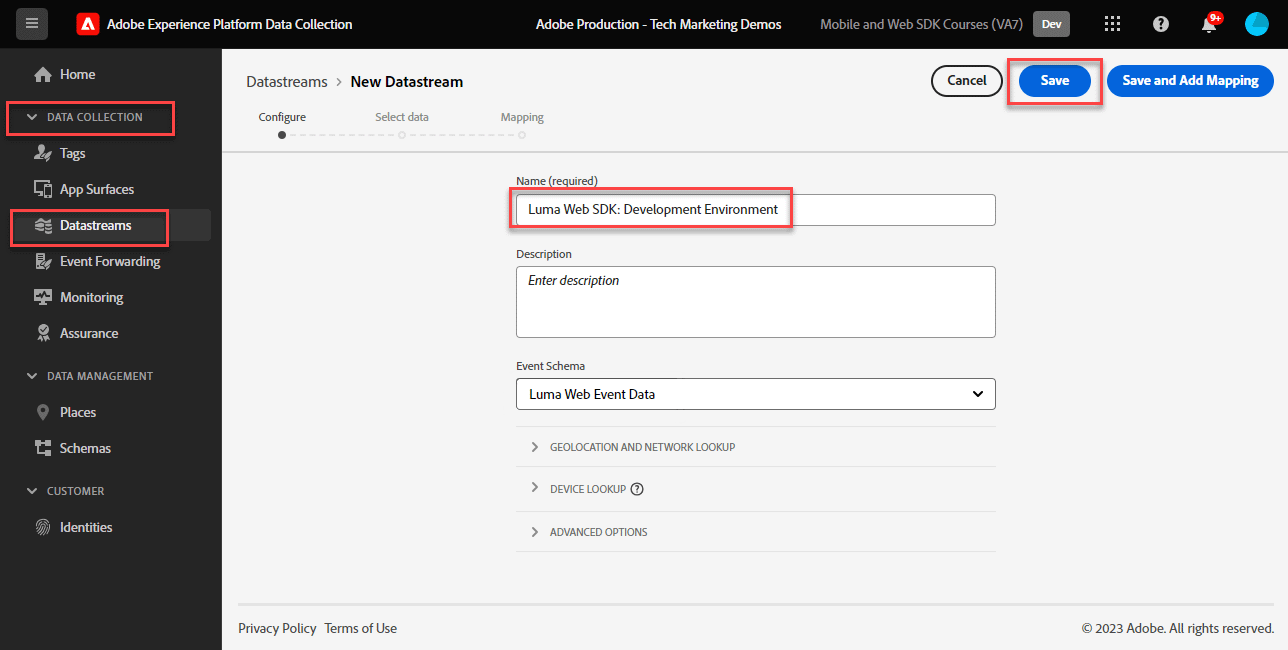 Adobe Experience Platform Data Collection
Adobe Production - Tech Marketing Demos
Mobile and Web SDK Courses (VA7)
Dev
9+
Home
DATA COLLECTION
Tags
App Surfaces
Datastreams
Event Forwarding
Monitoring
Assurance
DATA MANAGEMENT
Places
Schemas
CUSTOMER
Identities
Datastreams > New Datastream
Cancel
Save
Save and Add Mapping
Configure
Select data
Mapping
Name (required)
Luma Web SDK: Development Environment
Description
Enter description
Event Schema
Luma Web Event Data
GEOLOCATION AND NETWORK LOOKUP
DEVICE LOOKUP ?
ADVANCED OPTIONS
Privacy Policy Terms of Use
© 2023 Adobe. All rights reserved.